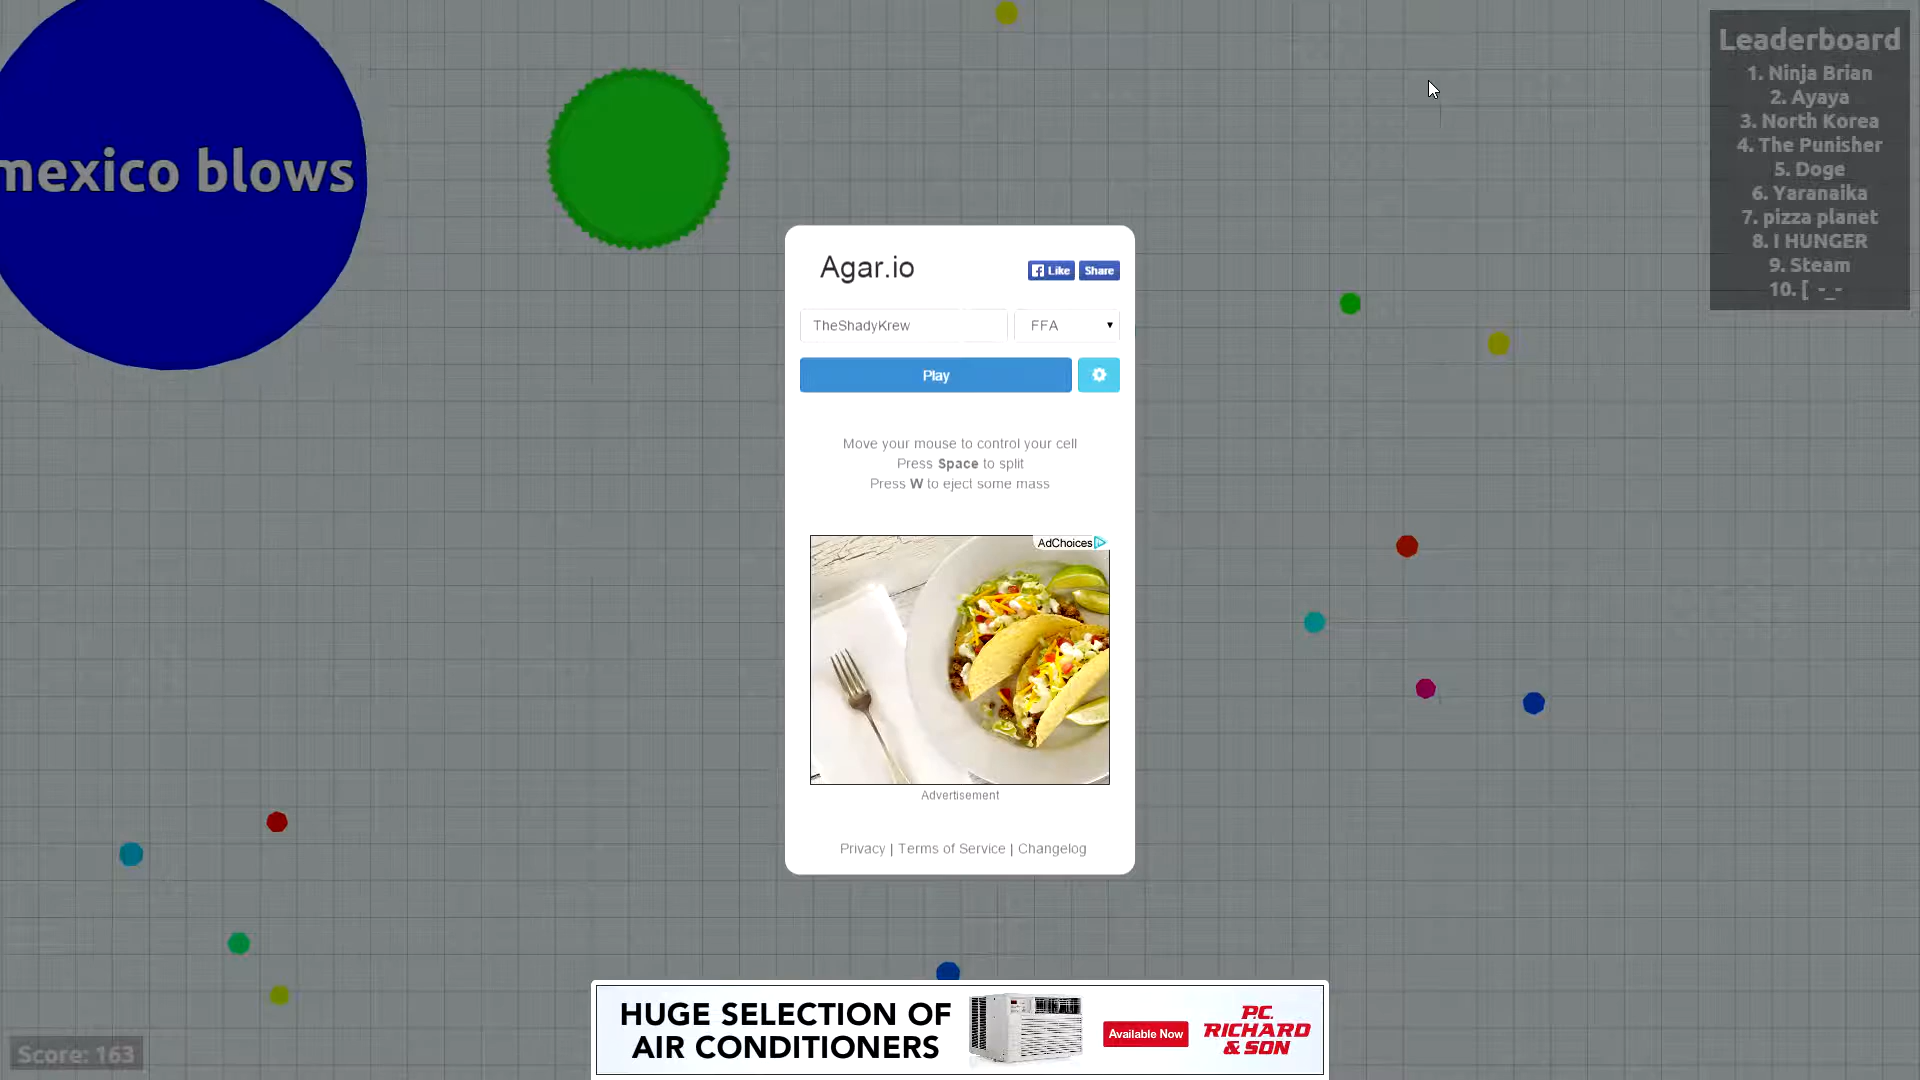 mexico blows
Leaderboard
1. Ninja Brian
2. Ayaya
3. North Korea
4. The Punisher
5. Doge
6. Yaranaika
7. pizza planet
8. I HUNGER
9. Steam
10. [ -_-
Agar.io
Like
Share
TheShadyKrew
FFA
Play
Move your mouse to control your cell
Press Space to split
Press W to eject some mass
AdChoices
Advertisement
Privacy | Terms of Service | Changelog
HUGE SELECTION OF
AIR CONDITIONERS
Available Now
P.C.
RICHARD
& SON
Score: 163